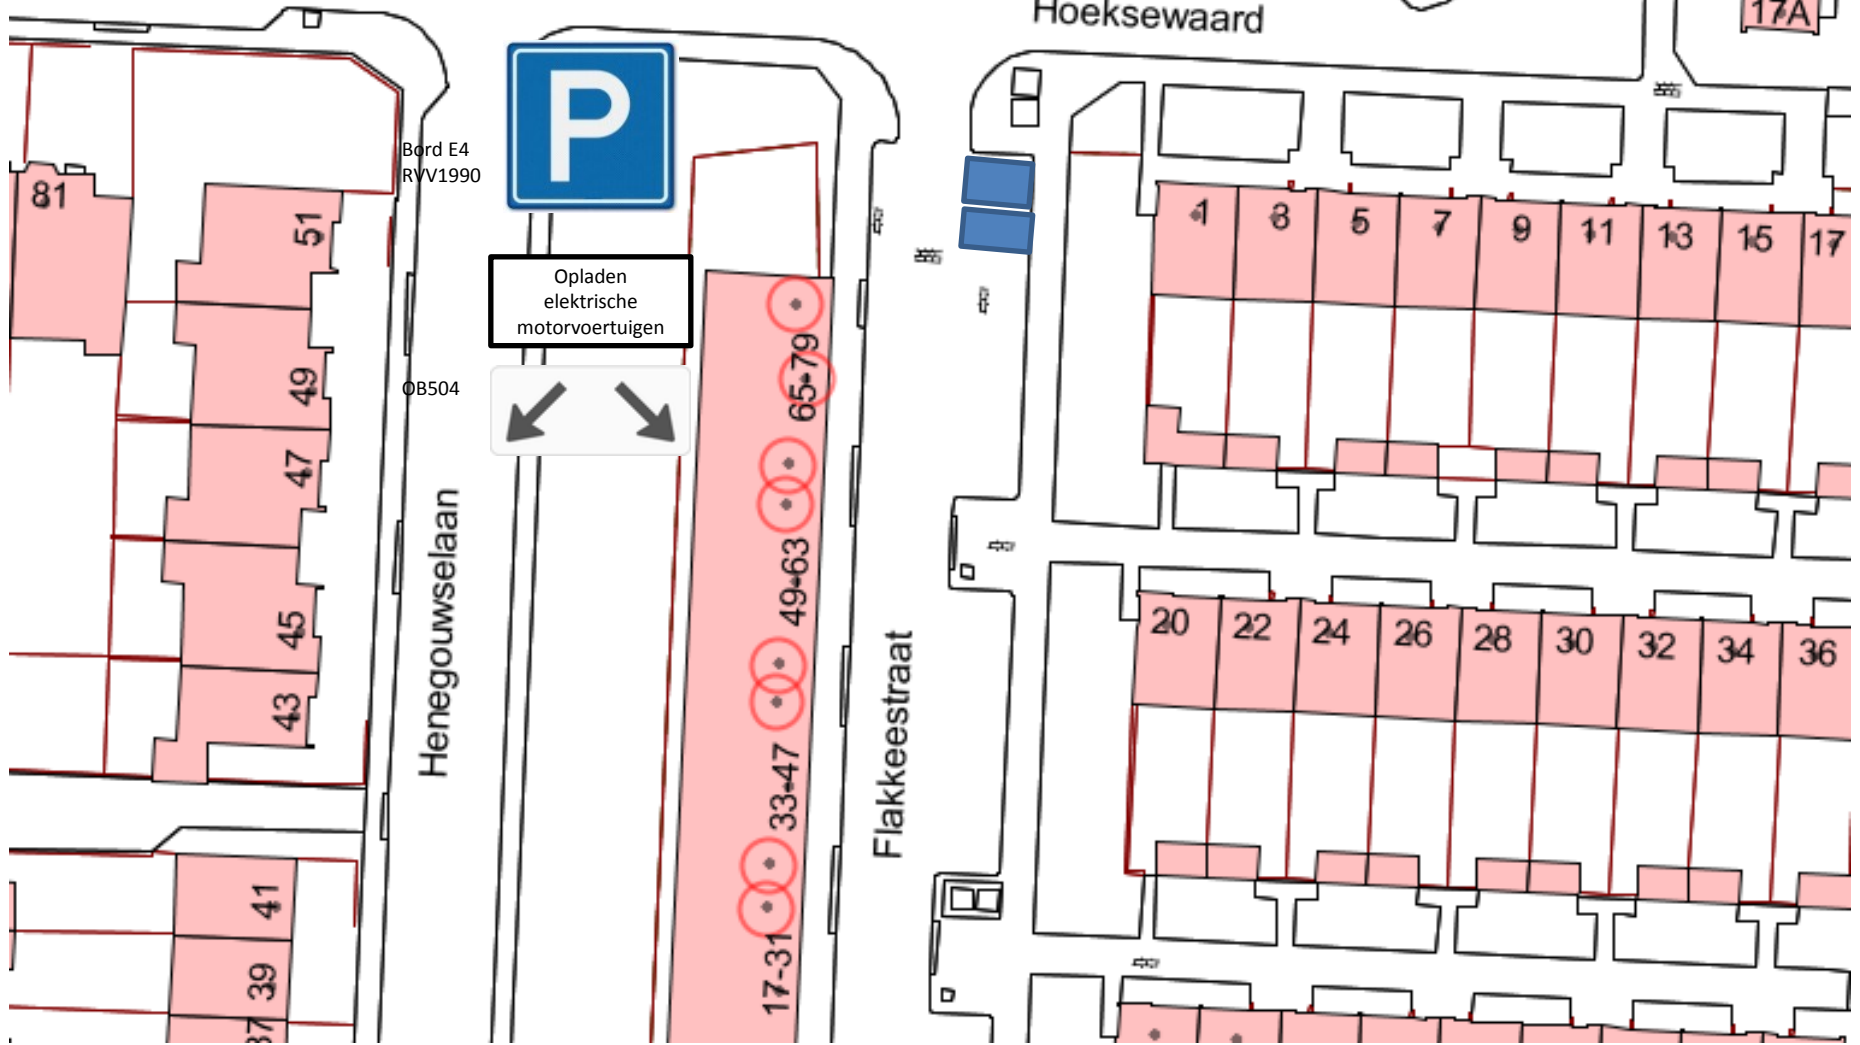 Hoeksewaard
17A
P
Bord E4
RVV1990
81
51
1
3
5
7
9
11
13
15
17
Opladen
elektrische
motorvoertuigen
OB504
49
65-79
47
Henegouwselaan
49-63
45
Flakkeestraat
20
22
24
26
28
30
32
34
36
43
33-47
41
17-31
39
37